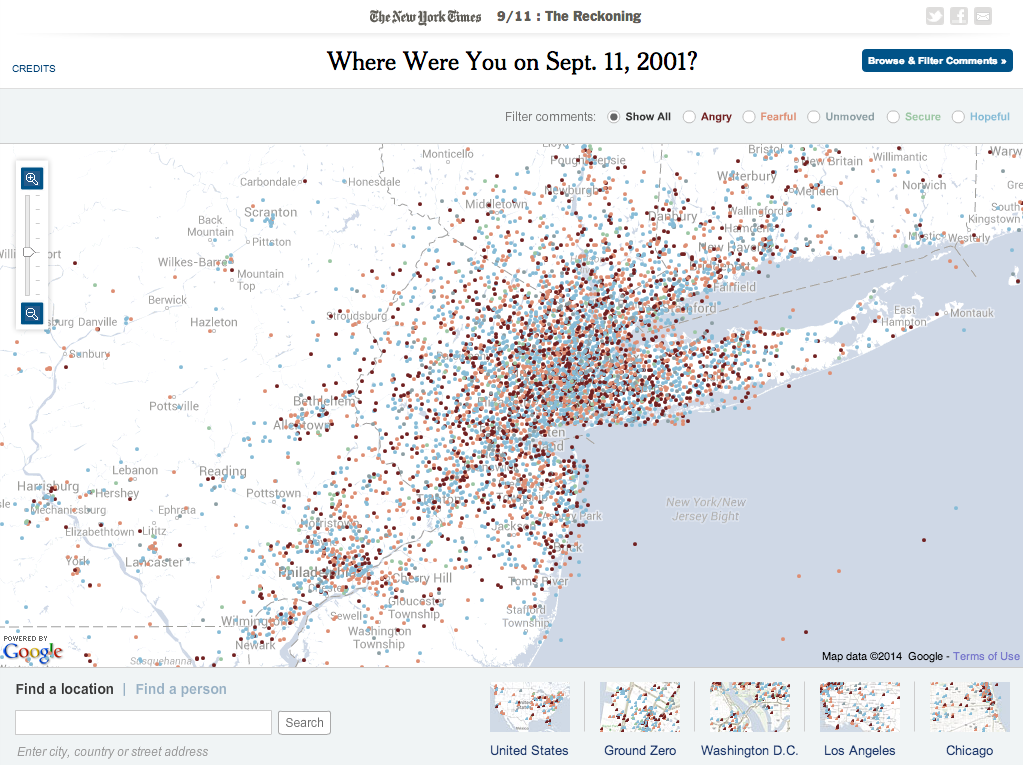 The New York Times 9/11 : The Reckoning
CREDITS
Where Were You on Sept. 11, 2001?
Browse & Filter Comments »
Filter comments: Show All Angry Fearful Unmoved Secure Hopeful
Monticello
Poughkeepsie
Bristol
New Britain
Willimantic
Carbondale
Honesdale
Newburgh
Waterbury
Meriden
Norwich
Middletown
Scranton
Danbury
Wallingford
South
Kingstown
Back
Mountain
Pittston
Hamden
Mystic
Westerly
New Haven
Wilkes-Barre
Mountain
Top
Fairfield
Berwick
East
Hampton
Montauk
Danville
Hazleton
Stroudsburg
Sunbury
Pottsville
Bethlehem
Allentown
Lebanon
Reading
Harrisburg
Hershey
Pottstown
New York/New
Jersey Bight
Mechanicsburg
Ephrata
Norristown
Elizabethtown
Lititz
York
Lancaster
Philadelphia
Cherry Hill
Toms River
Gloucester
Township
Stafford
Township
Wilmington
Sewell
Washington
Township
Newark
POWERED BY
Google
Susquehanna
Map data ©2014 Google - Terms of Use
Find a location | Find a person
Search
Enter city, country or street address
United States
Ground Zero
Washington D.C.
Los Angeles
Chicago